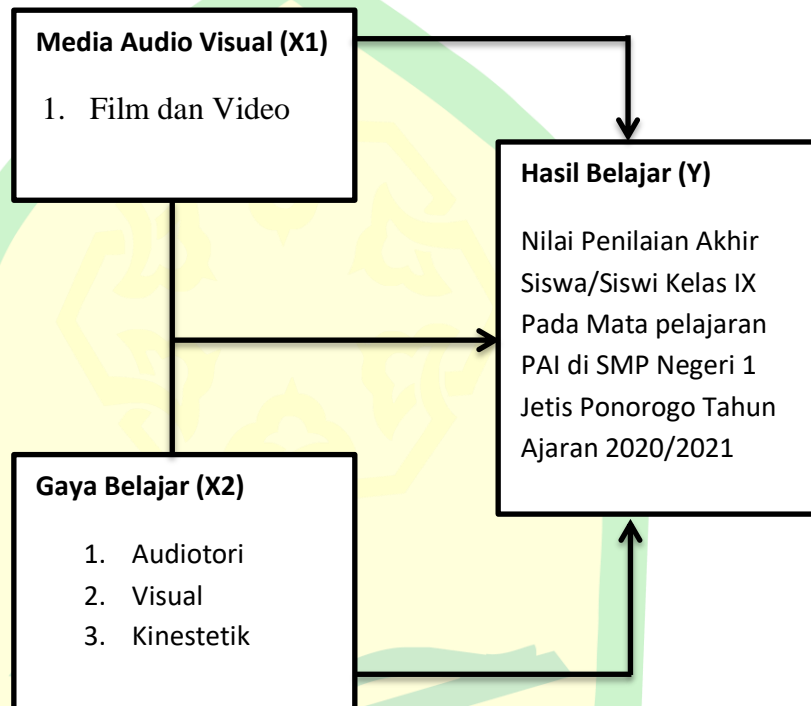 Media Audio Visual (X1)
1. Film dan Video
Hasil Belajar (Y)
Nilai Penilaian Akhir
Siswa/Siswi Kelas IX
Pada Mata pelajaran
PAI di SMP Negeri 1
Jetis Ponorogo Tahun
Ajaran 2020/2021
Gaya Belajar (X2)
1. Audiotori
2. Visual
3. Kinestetik